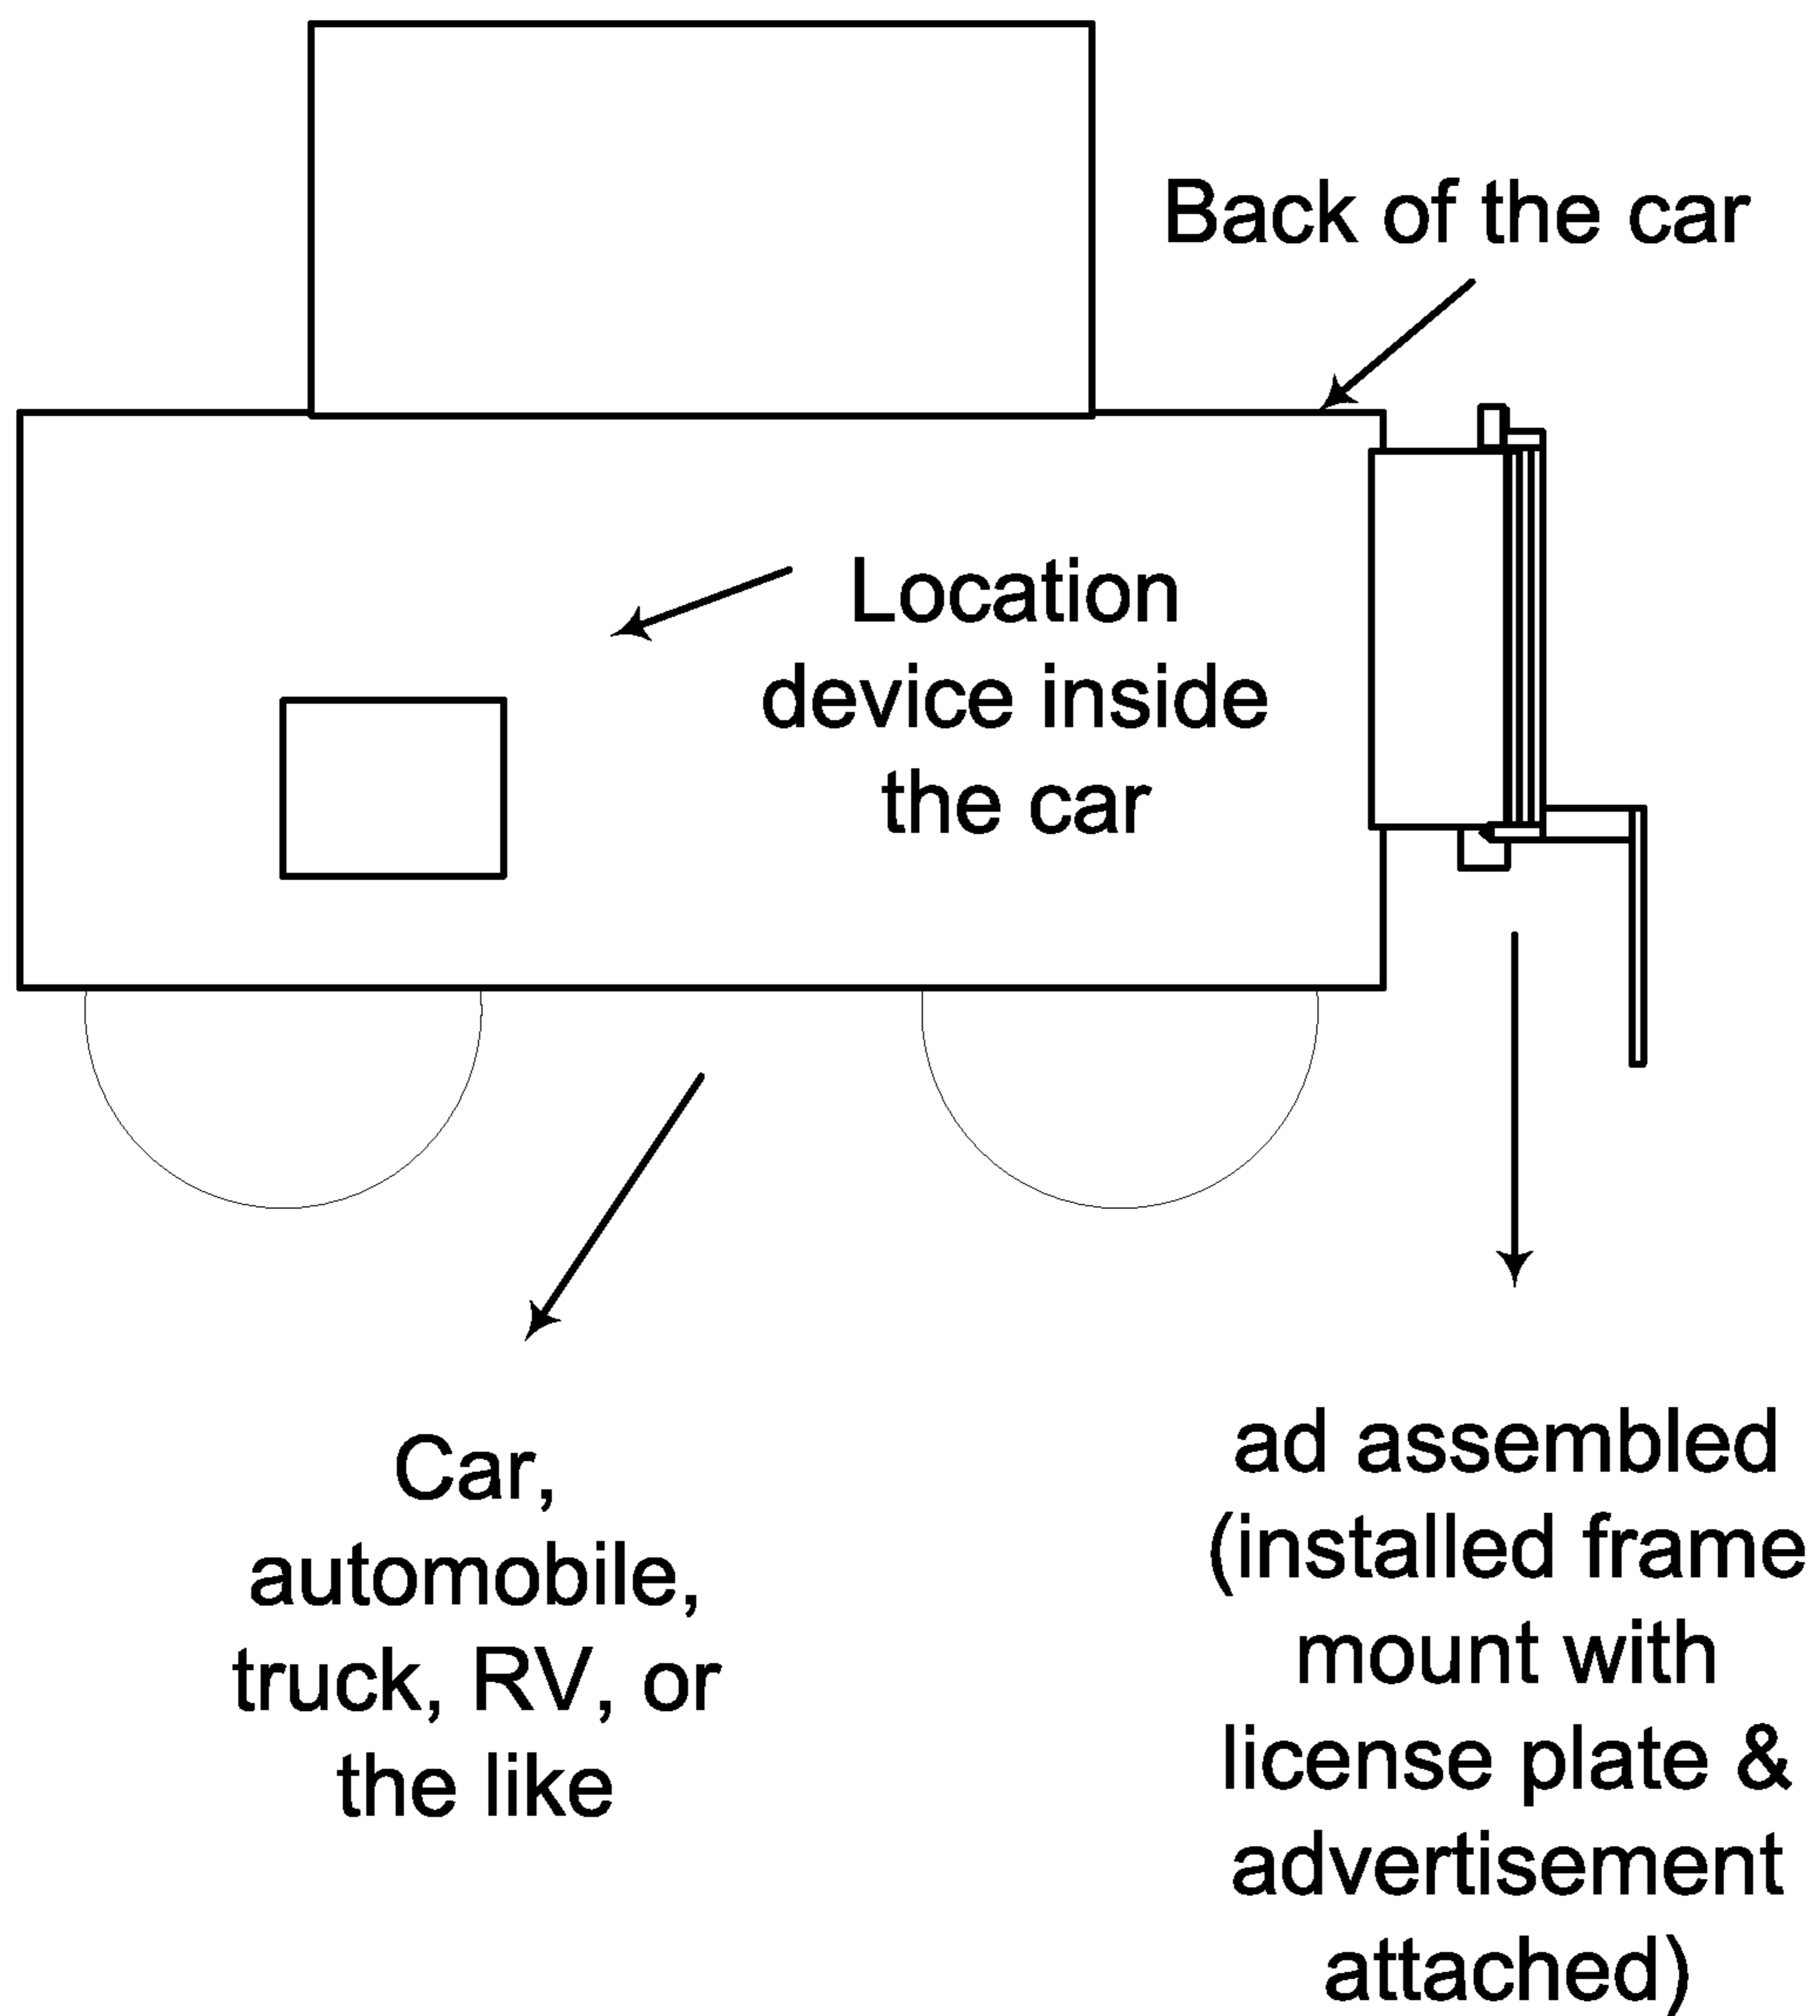 Back of the car
Location
device inside
the car
Car,
automobile,
truck, RV, or
the like
ad assembled
(installed frame
mount with
license plate &
advertisement
attached)